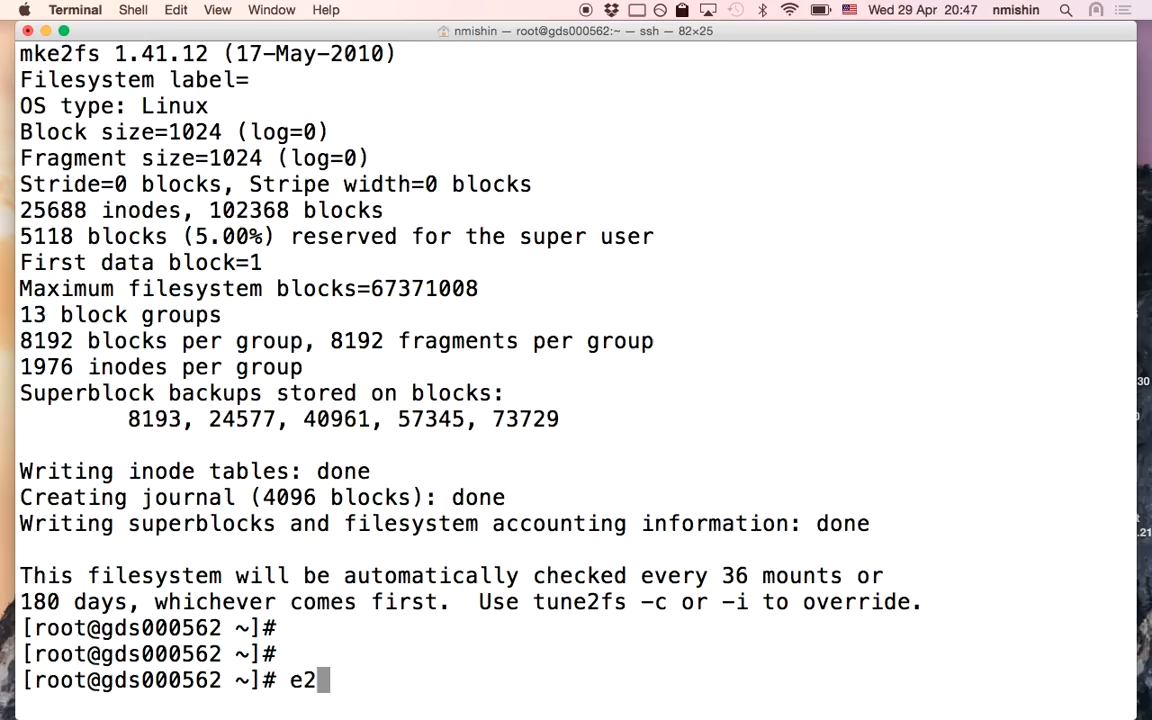 Terminal Shell Edit View Window Help Wed 29 Apr 20:47 nmishin
nmishin — root@gds000562:~ — ssh — 82×25
mke2fs 1.41.12 (17-May-2010)
Filesystem label=
OS type: Linux
Block size=1024 (log=0)
Fragment size=1024 (log=0)
Stride=0 blocks, Stripe width=0 blocks
25688 inodes, 102368 blocks
5118 blocks (5.00%) reserved for the super user
First data block=1
Maximum filesystem blocks=67371008
13 block groups
8192 blocks per group, 8192 fragments per group
1976 inodes per group
Superblock backups stored on blocks:
8193, 24577, 40961, 57345, 73729
Writing inode tables: done
Creating journal (4096 blocks): done
Writing superblocks and filesystem accounting information: done
This filesystem will be automatically checked every 36 mounts or
180 days, whichever comes first.  Use tune2fs -c or -i to override.
[root@gds000562 ~]#
[root@gds000562 ~]#
[root@gds000562 ~]# e2